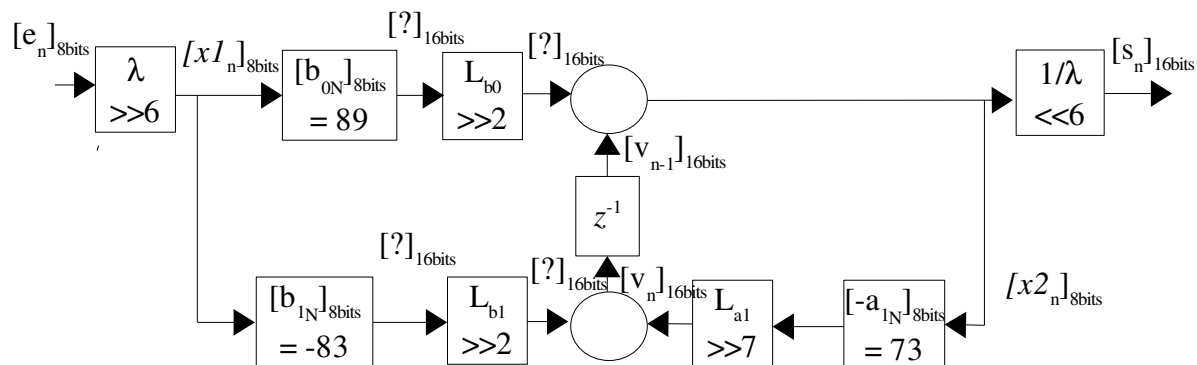 [e_n]_8bits
λ
>>6
[x1_n]_8bits
[b_0N]_8bits
= 89
[?]_16bits
L_b0
>>2
[?]_16bits
1/λ
<<6
[s_n]_16bits
[v_n-1]_16bits
z^-1
[b_1N]_8bits
= -83
[?]_16bits
L_b1
>>2
[?]_16bits
[v_n]_16bits
L_a1
>>7
[-a_1N]_8bits
= 73
[x2_n]_8bits